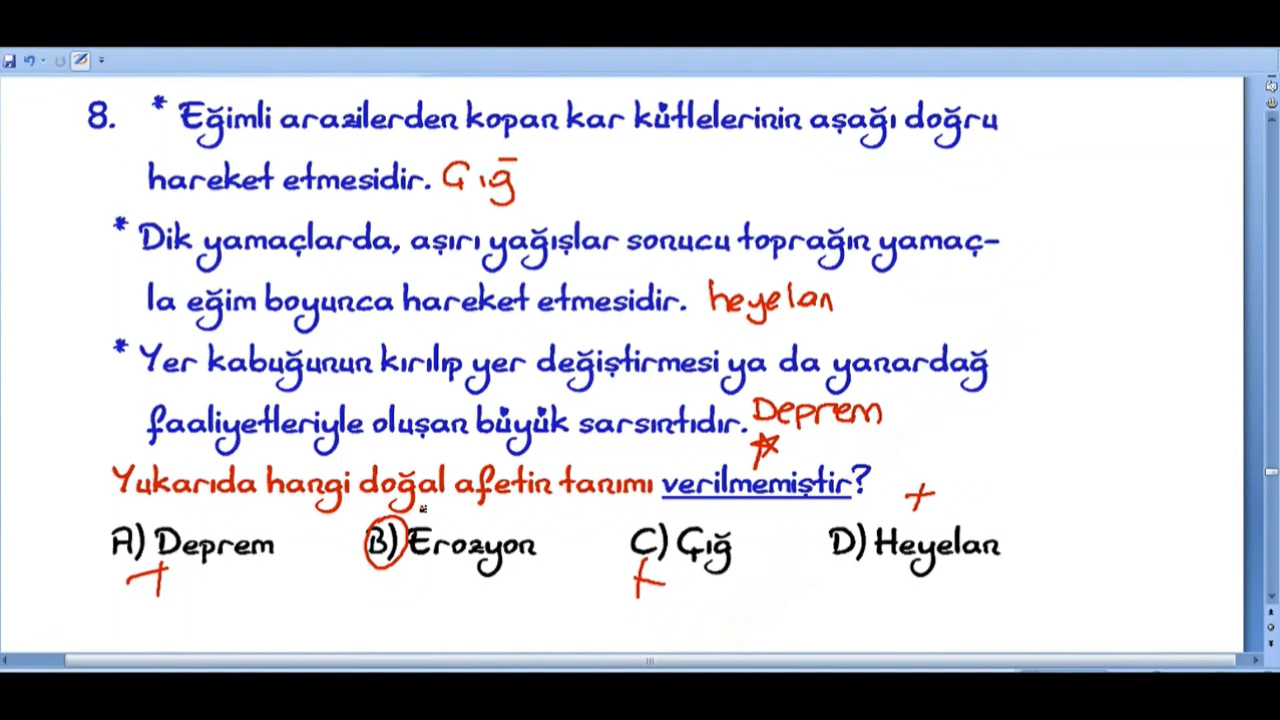 8. * Eğimli arazilerden kopan kar kütlelerinin aşağı doğru
hareket etmesidir. Çığ
* Dik yamaçlarda, aşırı yağışlar sonucu toprağın yamaç-
la eğim boyunca hareket etmesidir. heyelan
* Yer kabuğunun kırılıp yer değiştirmesi ya da yanardağ
faaliyetleriyle oluşan büyük sarsıntıdır. Deprem
Yukarıda hangi doğal afetin tanımı verilmemiştir?
A) Deprem B) Erozyon C) Çığ D) Heyelan